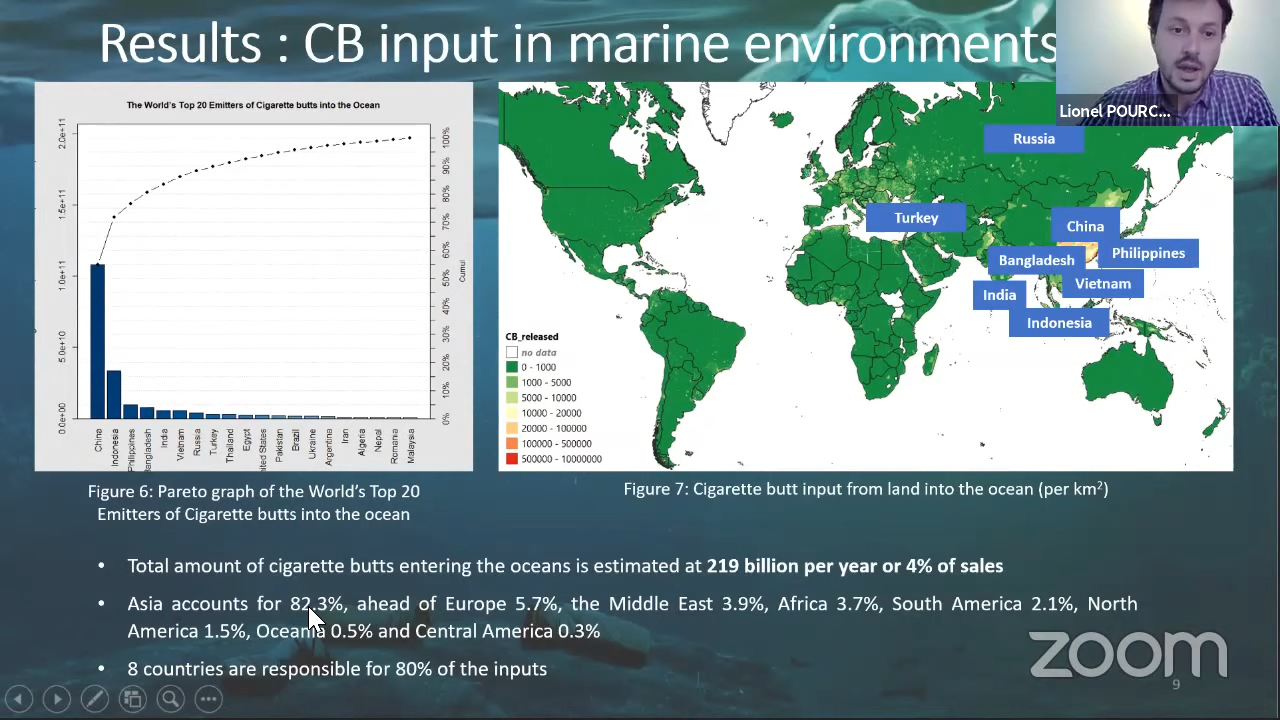 Results : CB input in marine environments
Lionel POURC...
The World's Top 20 Emitters of Cigarette butts into the Ocean
2.0e+11
1.5e+11
1.0e+11
5.0e+10
0.0e+00
100%
90%
80%
70%
60%
50%
40%
30%
20%
10%
0%
Cumul
China
Indonesia
Philippines
Bangladesh
India
Vietnam
Russia
Turkey
Thailand
Egypt
United States
Pakistan
Brazil
Ukraine
Argentina
Iran
Algeria
Nepal
Romania
Malaysia
Russia
Turkey
China
Philippines
Bangladesh
Vietnam
India
Indonesia
CB_released
no data
0 - 1000
1000 - 5000
5000 - 10000
10000 - 20000
20000 - 100000
100000 - 500000
500000 - 10000000
Figure 6: Pareto graph of the World's Top 20
Emitters of Cigarette butts into the ocean
Figure 7: Cigarette butt input from land into the ocean (per km²)
• Total amount of cigarette butts entering the oceans is estimated at 219 billion per year or 4% of sales
• Asia accounts for 82.3%, ahead of Europe 5.7%, the Middle East 3.9%, Africa 3.7%, South America 2.1%, North
America 1.5%, Oceania 0.5% and Central America 0.3%
• 8 countries are responsible for 80% of the inputs
zoom
9